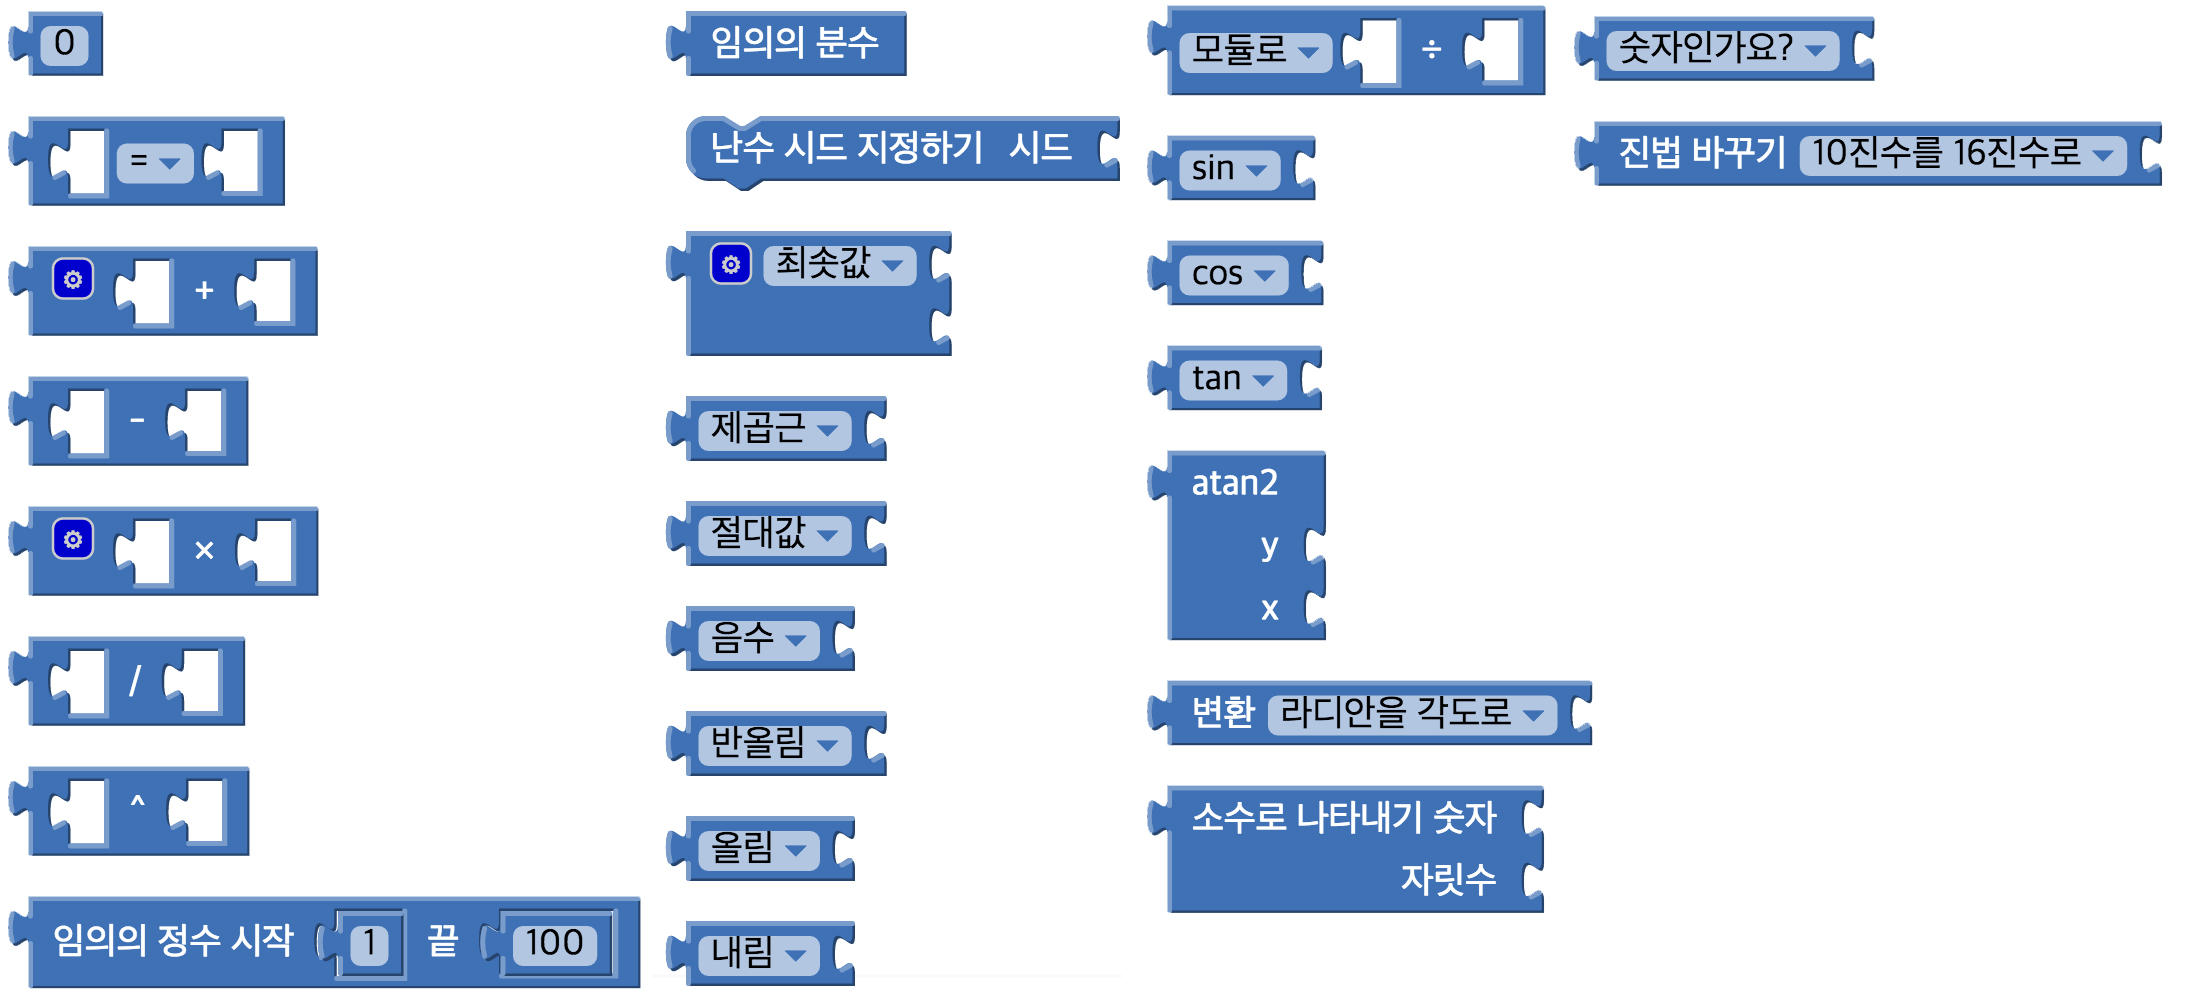 0
=
+
-
×
/
^
임의의 정수 시작 1 끝 100
임의의 분수
난수 시드 지정하기 시드
최솟값
제곱근
절대값
음수
반올림
올림
내림
모듈로 ÷
sin
cos
tan
atan2
y
x
변환 라디안을 각도로
소수로 나타내기 숫자
자릿수
숫자인가요?
진법 바꾸기 10진수를 16진수로